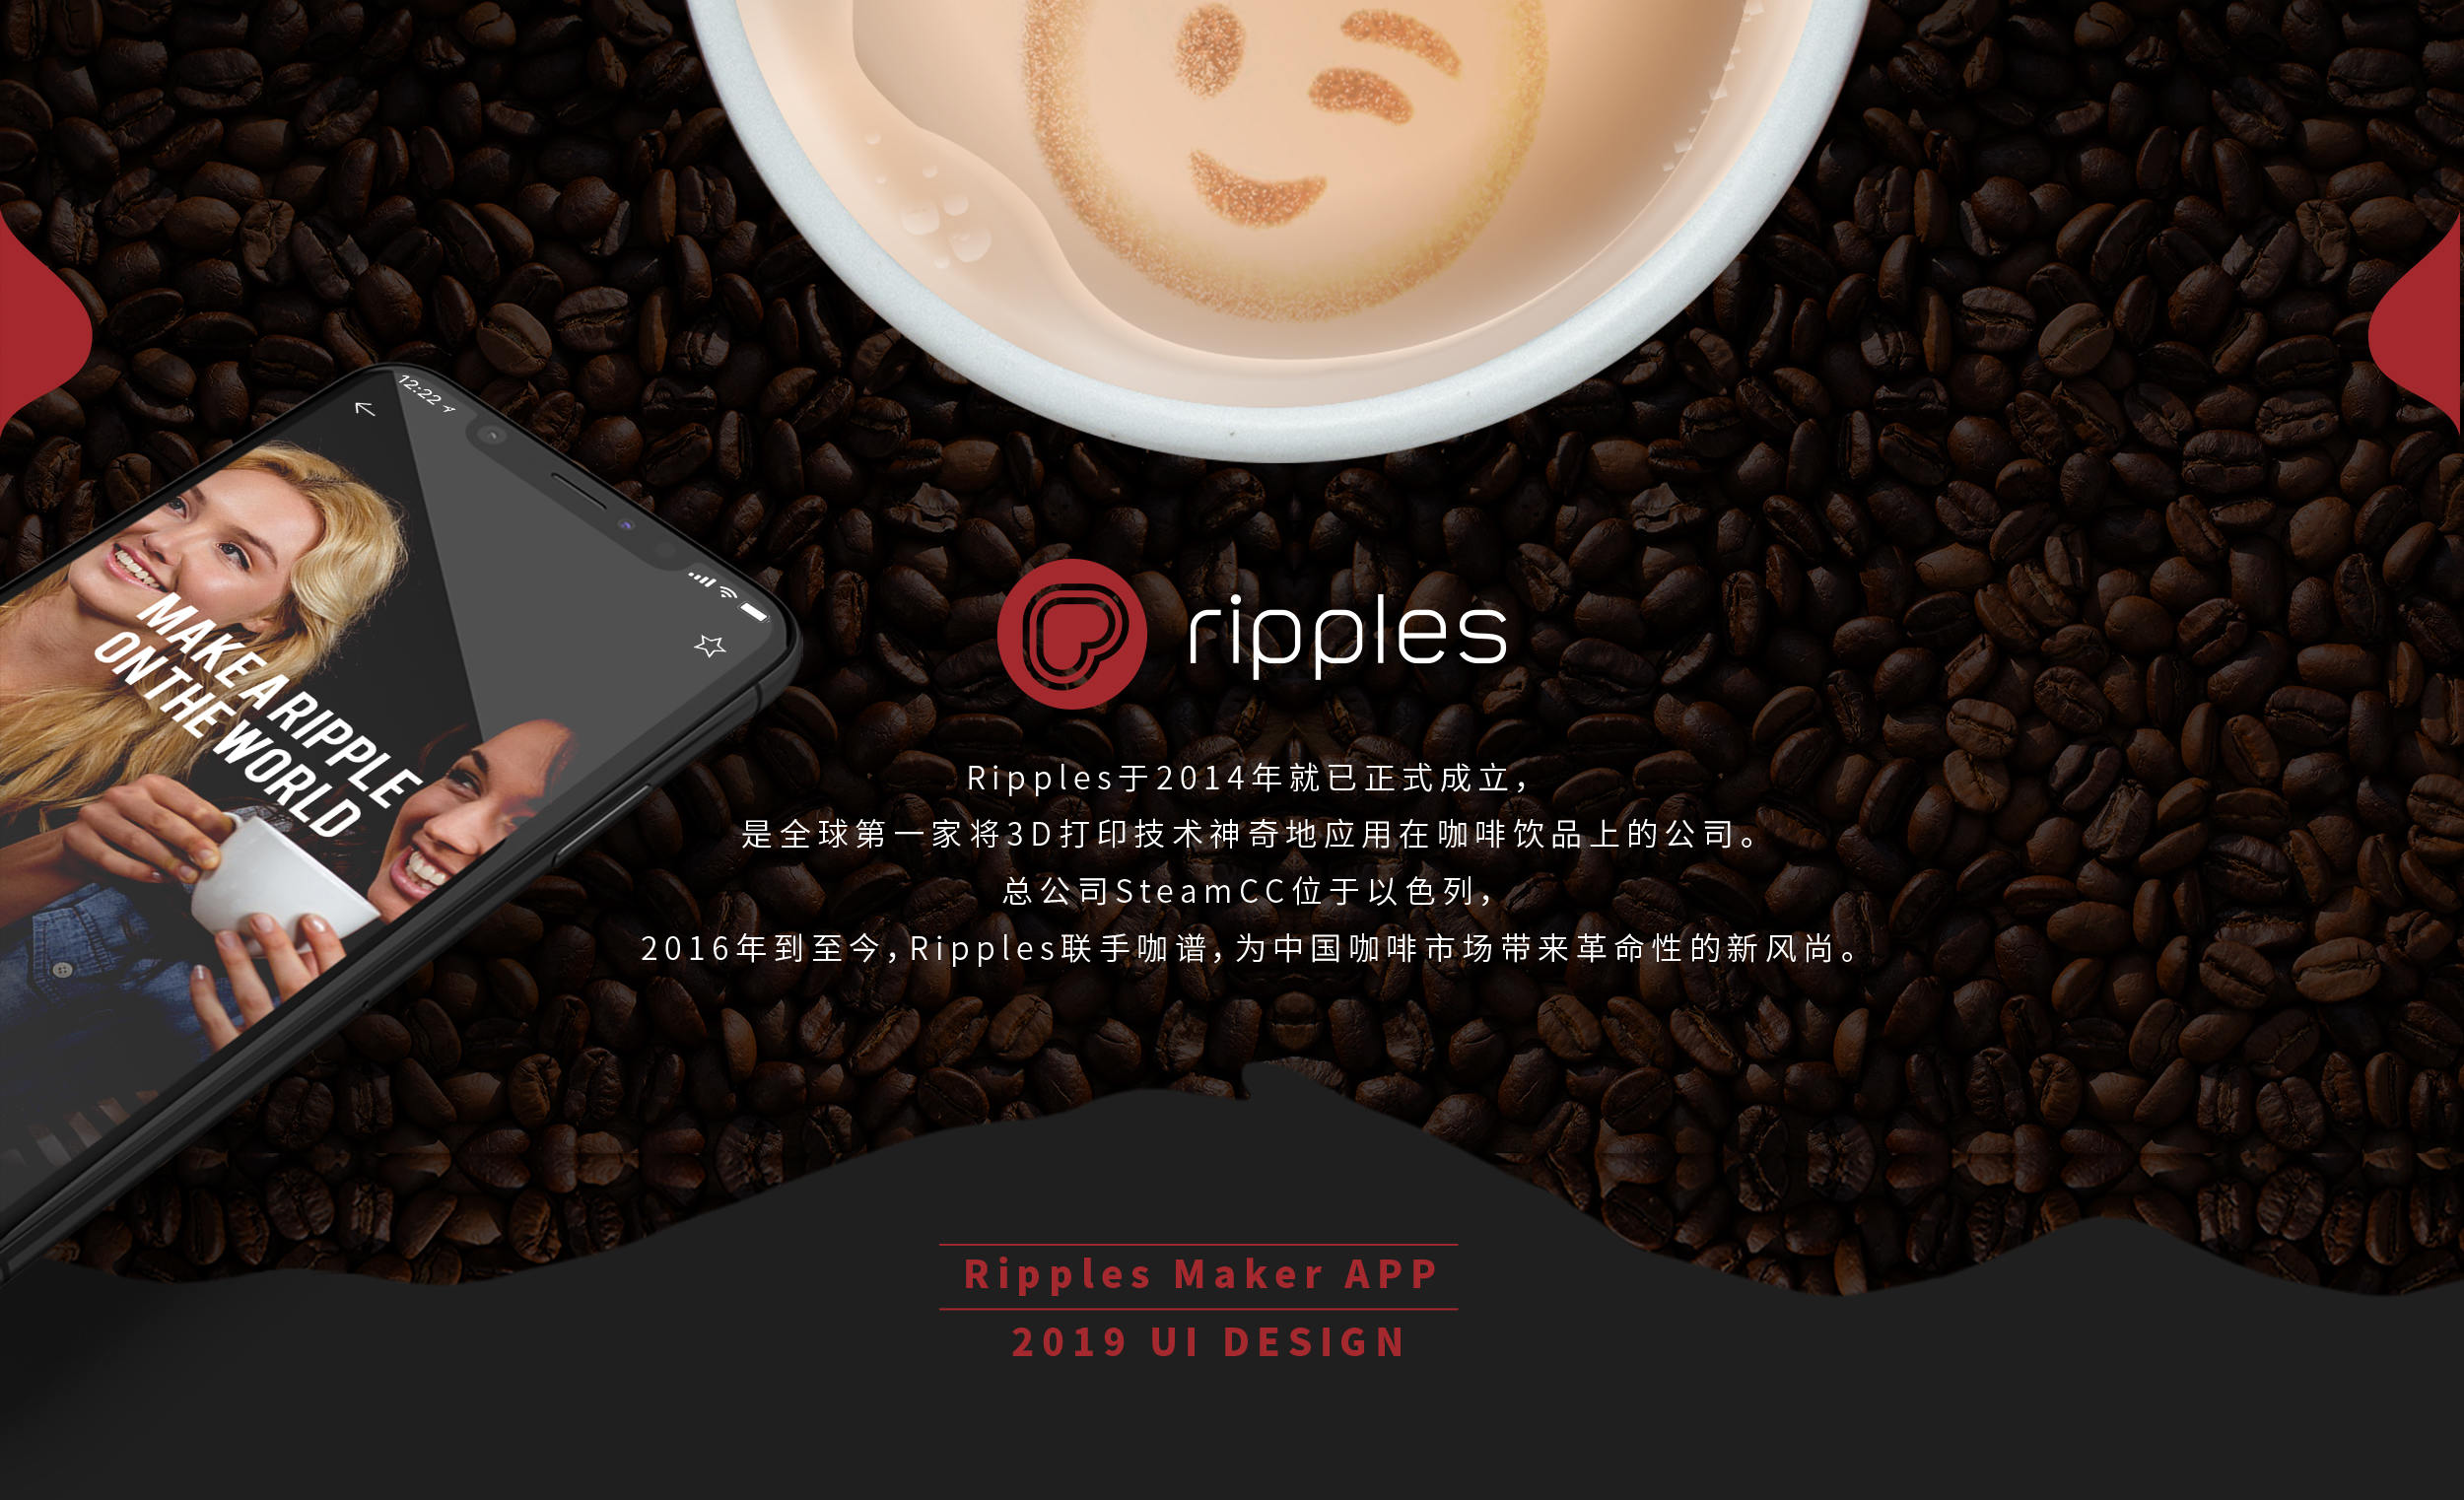 12:22
MAKE A RIPPLE
ON THE WORLD
ripples
Ripples于2014年就已正式成立，
是全球第一家将3D打印技术神奇地应用在咖啡饮品上的公司。
总公司SteamCC位于以色列，
2016年到至今，Ripples联手咖谱，为中国咖啡市场带来革命性的新风尚。
Ripples Maker APP
2019 UI DESIGN